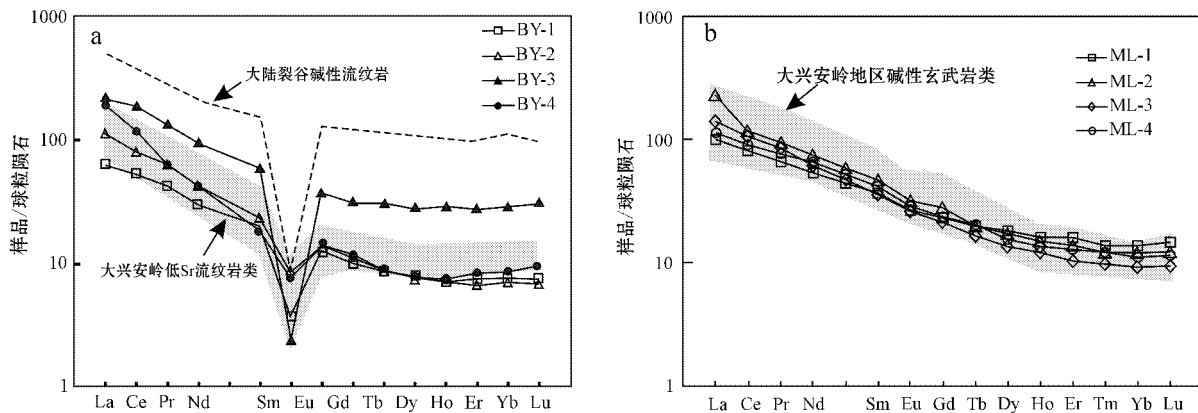 a
1000
100
10
1
样品/球粒陨石
大陆裂谷碱性流纹岩
大兴安岭低Sr流纹岩类
BY-1
BY-2
BY-3
BY-4
La Ce Pr Nd Sm Eu Gd Tb Dy Ho Er Yb Lu
b
1000
100
10
1
样品/球粒陨石
大兴安岭地区碱性玄武岩类
ML-1
ML-2
ML-3
ML-4
La Ce Pr Nd Sm Eu Gd Tb Dy Ho Er Tm Yb Lu